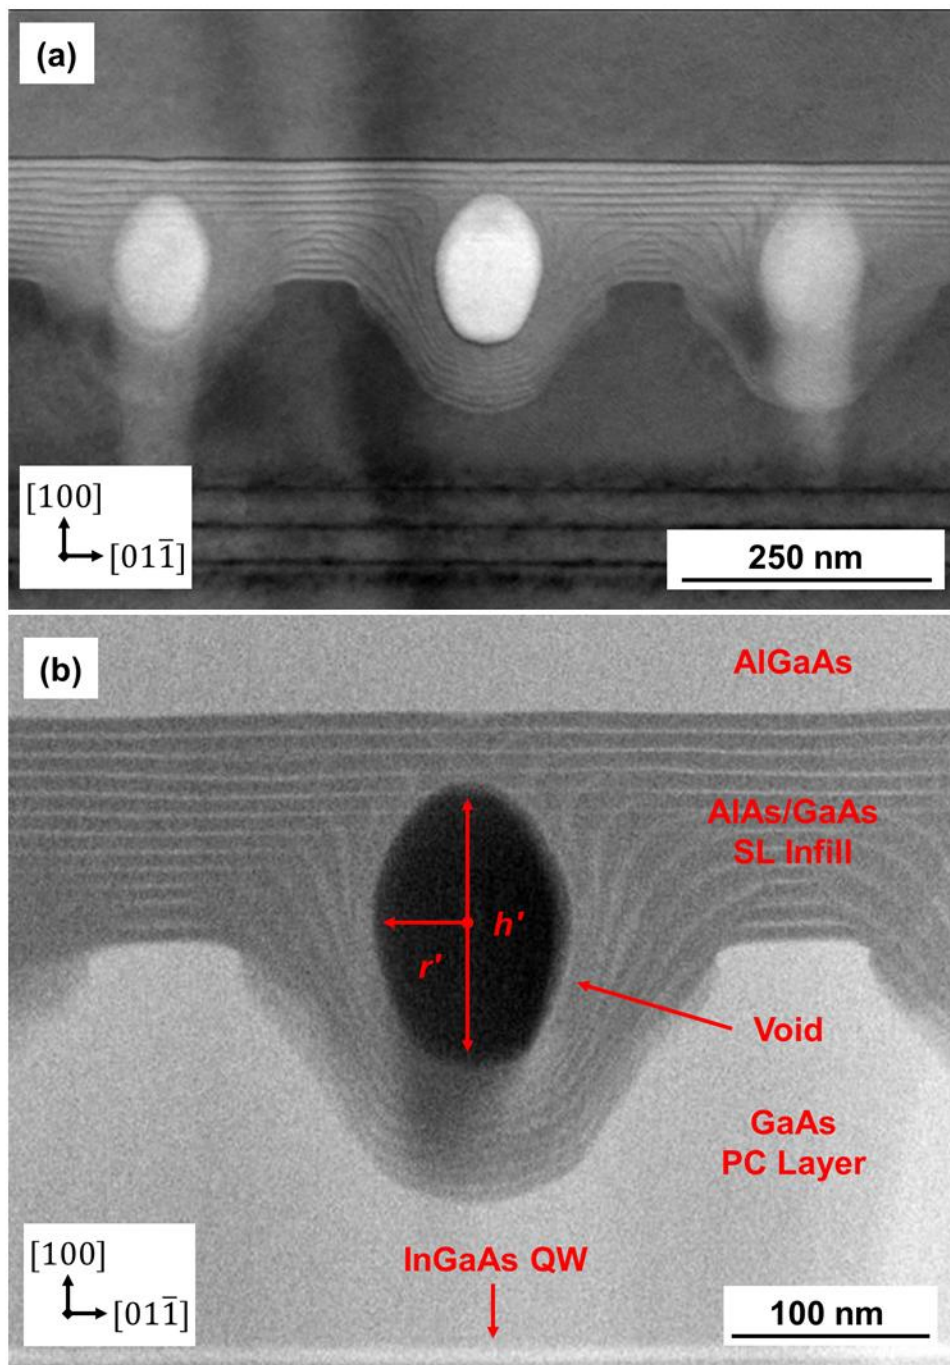 (a)
[100]
[011̅]
250 nm
(b)
AlGaAs
AlAs/GaAs
SL Infill
h'
r'
Void
GaAs
PC Layer
InGaAs QW
[100]
[011̅]
100 nm